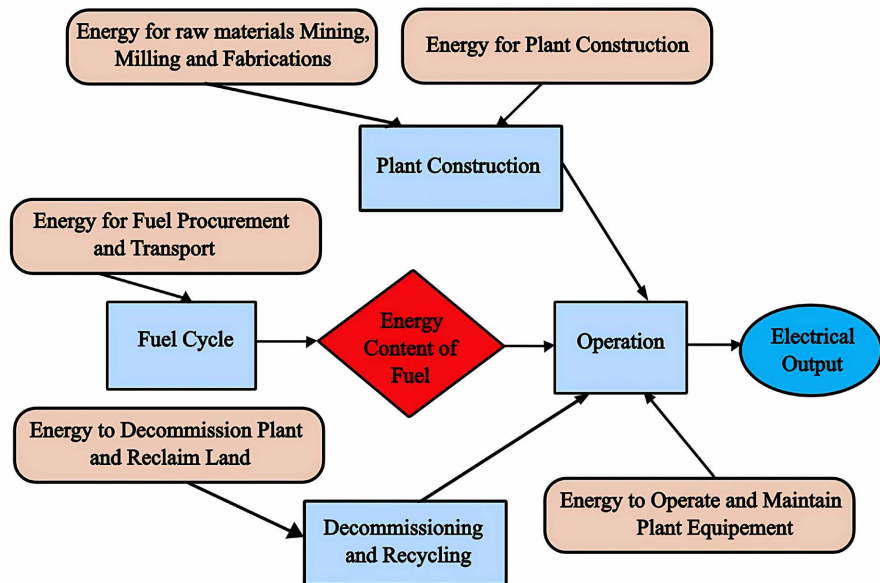 Energy for raw materials Mining,
Milling and Fabrications
Energy for Plant Construction
Plant Construction
Energy for Fuel Procurement
and Transport
Fuel Cycle
Energy
Content of
Fuel
Operation
Electrical
Output
Energy to Decommission Plant
and Reclaim Land
Decommissioning
and Recycling
Energy to Operate and Maintain
Plant Equipement